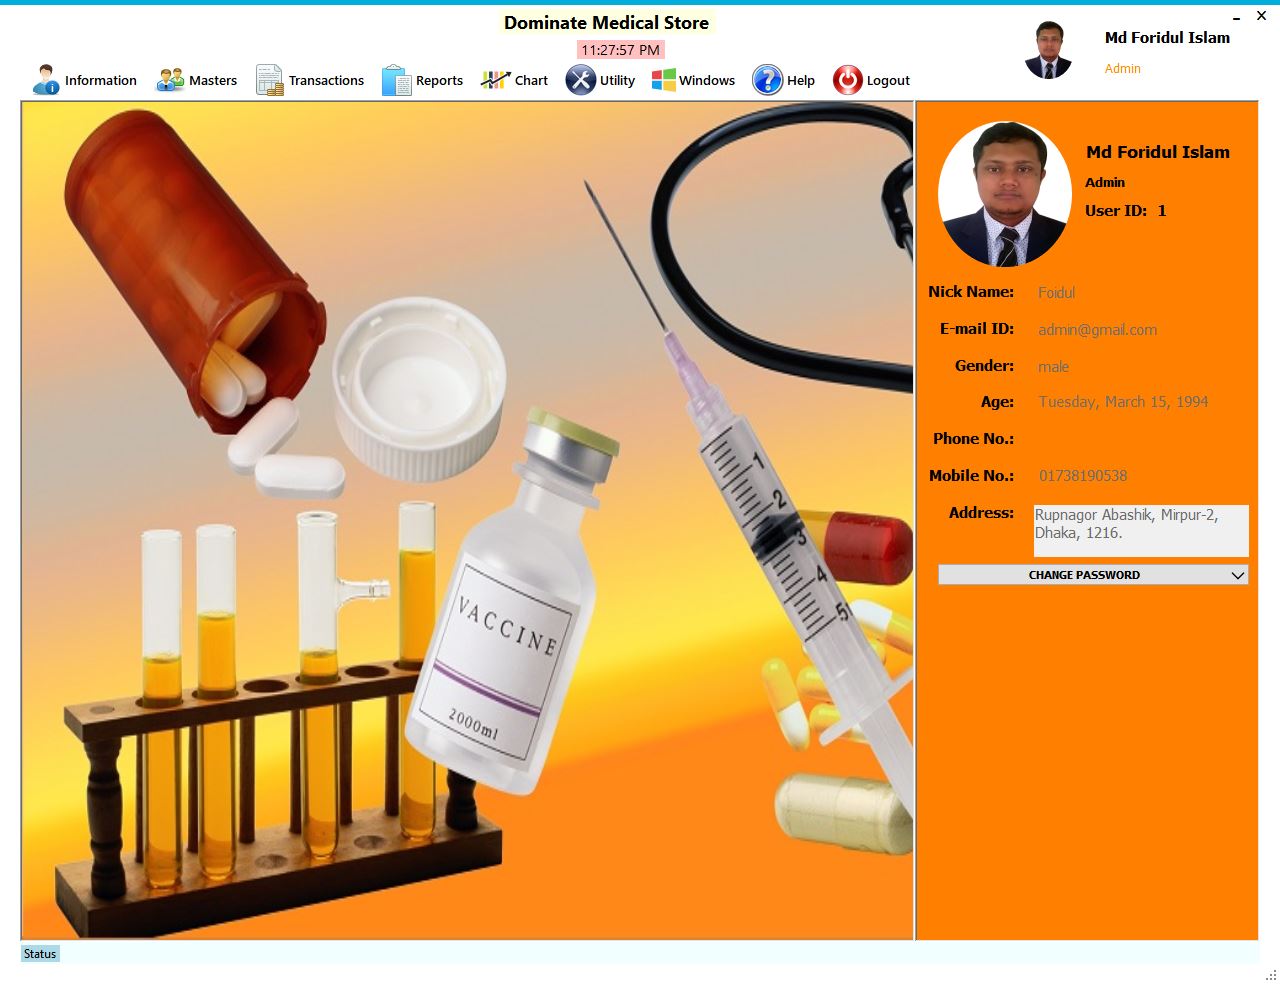 Dominate Medical Store
11:27:57 PM
Md Foridul Islam
Admin
Information Masters Transactions Reports Chart Utility Windows Help Logout
VACCINE
2000ml
1
2
3
4
5
Md Foridul Islam
Admin
User ID: 1
Nick Name: Foidul
E-mail ID: admin@gmail.com
Gender: male
Age: Tuesday, March 15, 1994
Phone No.:
Mobile No.: 01738190538
Address: Rupnagor Abashik, Mirpur-2,
Dhaka, 1216.
CHANGE PASSWORD
Status